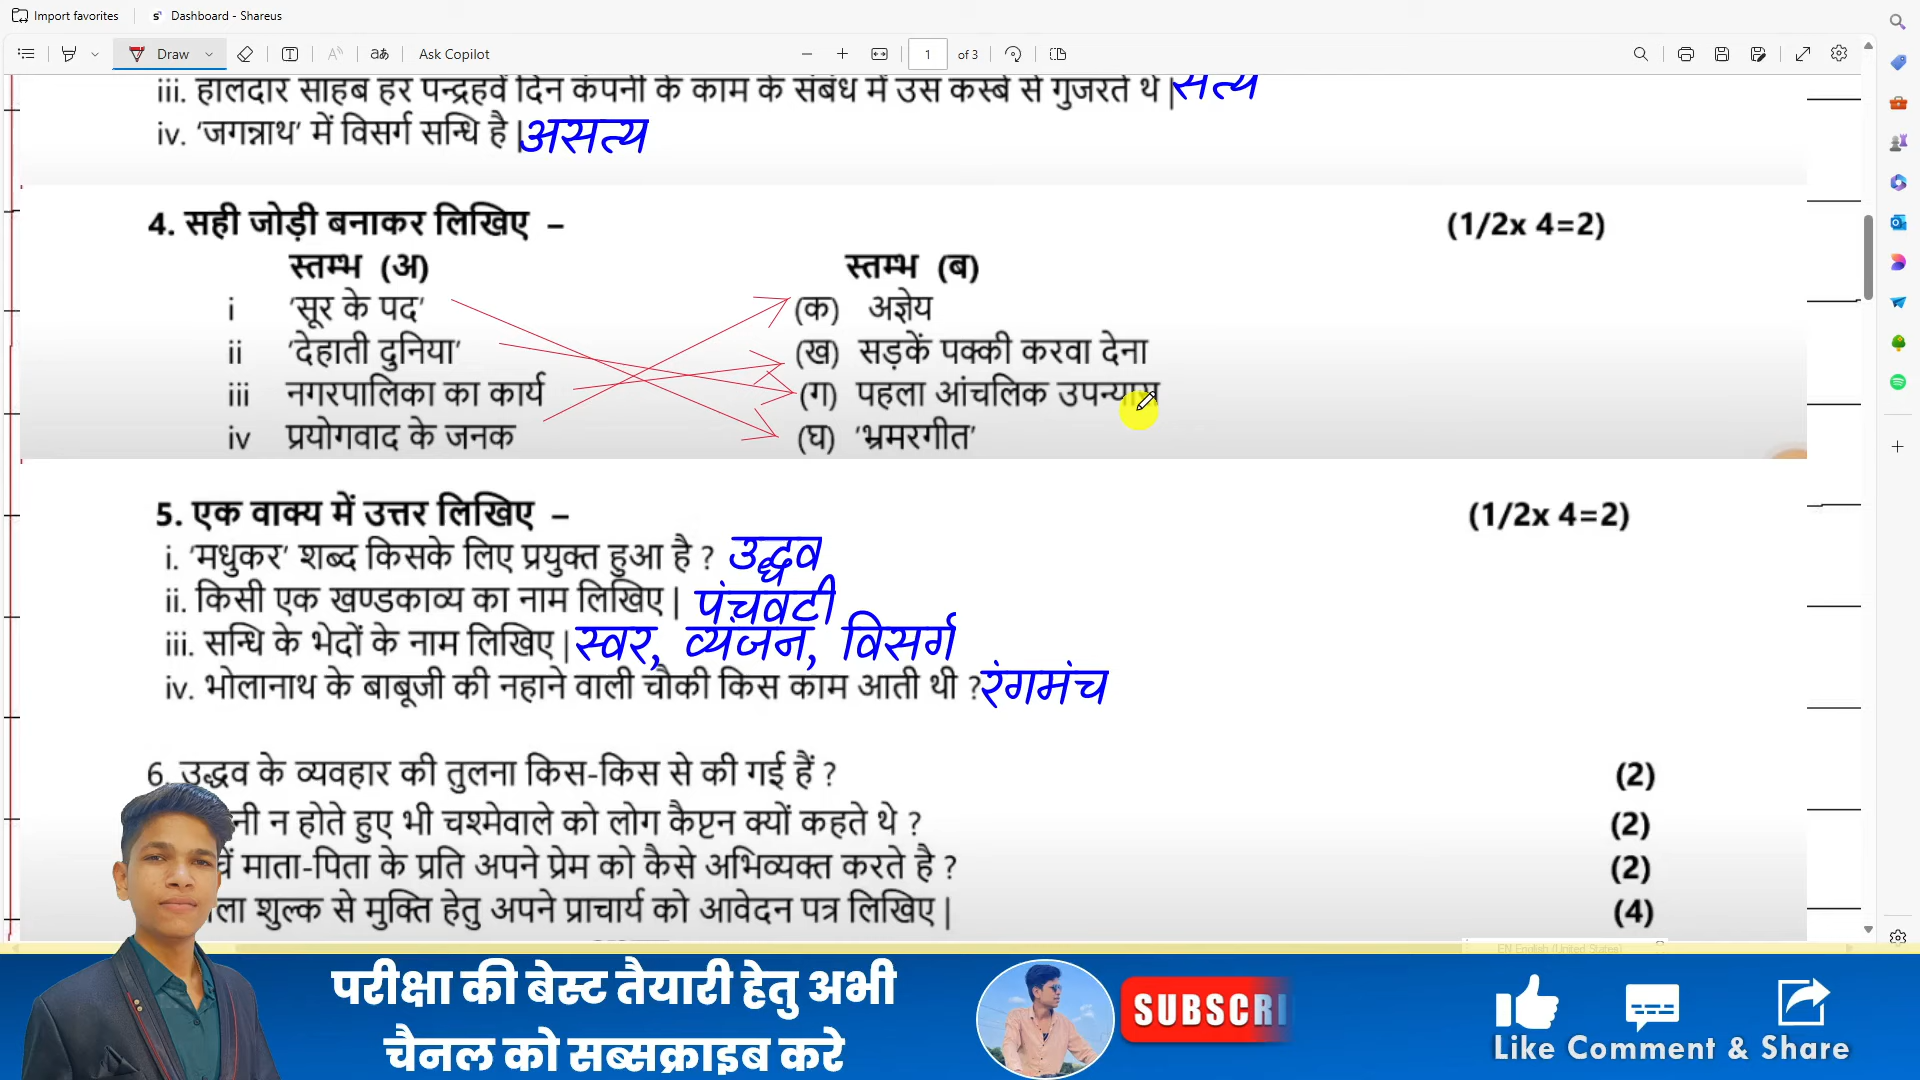 Import favorites Dashboard - Shareus
Draw Ask Copilot 1 of 3
iii. हालदार साहब हर पन्द्रहवें दिन कंपनी के काम के संबंध में उस कस्बे से गुजरते थे | सत्य
iv. ‘जगन्नाथ’ में विसर्ग सन्धि है | असत्य
4. सही जोड़ी बनाकर लिखिए – (1/2x 4=2)
स्तम्भ (अ) स्तम्भ (ब)
i ‘सूर के पद’ (क) अज्ञेय
ii ‘देहाती दुनिया’ (ख) सड़कें पक्की करवा देना
iii नगरपालिका का कार्य (ग) पहला आंचलिक उपन्यास
iv प्रयोगवाद के जनक (घ) ‘भ्रमरगीत’
5. एक वाक्य में उत्तर लिखिए – (1/2x 4=2)
i. ‘मधुकर’ शब्द किसके लिए प्रयुक्त हुआ है ? उद्धव
ii. किसी एक खण्डकाव्य का नाम लिखिए | पंचवटी
iii. सन्धि के भेदों के नाम लिखिए | स्वर, व्यंजन, विसर्ग
iv. भोलानाथ के बाबूजी की नहाने वाली चौकी किस काम आती थी ? रंगमंच
6. उद्धव के व्यवहार की तुलना किस-किस से की गई हैं ? (2)
न होते हुए भी चश्मेवाले को लोग कैप्टन क्यों कहते थे ? (2)
माता-पिता के प्रति अपने प्रेम को कैसे अभिव्यक्त करते है ? (2)
शुल्क से मुक्ति हेतु अपने प्राचार्य को आवेदन पत्र लिखिए | (4)
EN English (United States)
परीक्षा की बेस्ट तैयारी हेतु अभी
चैनल को सब्सक्राइब करे
SUBSCRI
Like Comment & Share